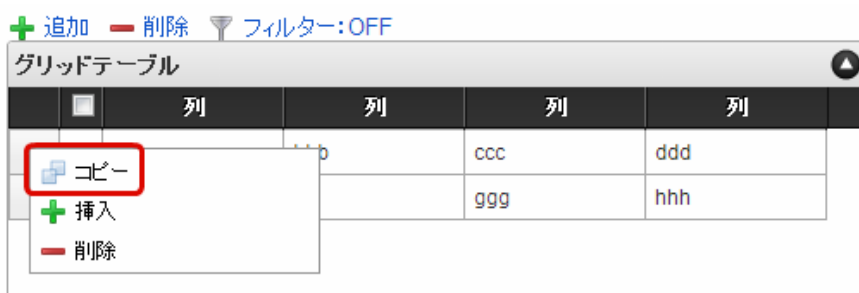 追加 削除 フィルター:OFF
グリッドテーブル
列 列 列 列
ccc ddd
コピー
挿入 ggg hhh
削除